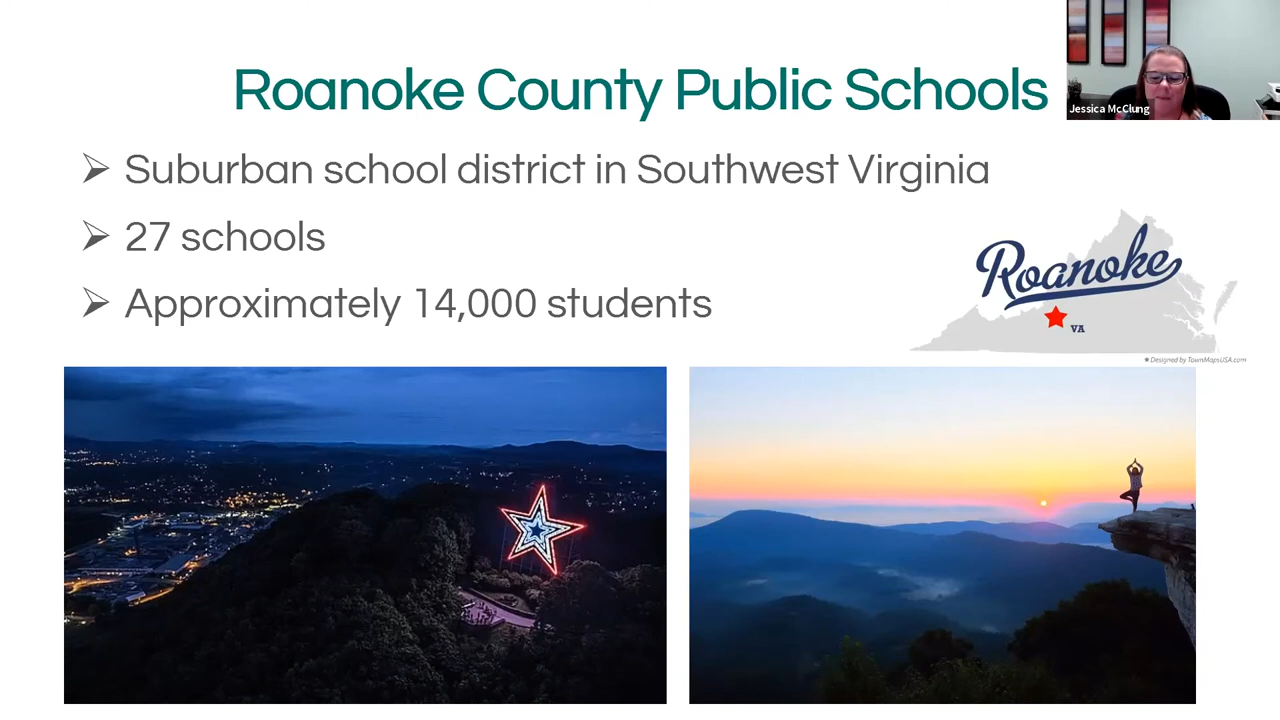 Roanoke County Public Schools
Jessica McClung
Suburban school district in Southwest Virginia
27 schools
Approximately 14,000 students
Roanoke
VA
Designed by TownMapsUSA.com